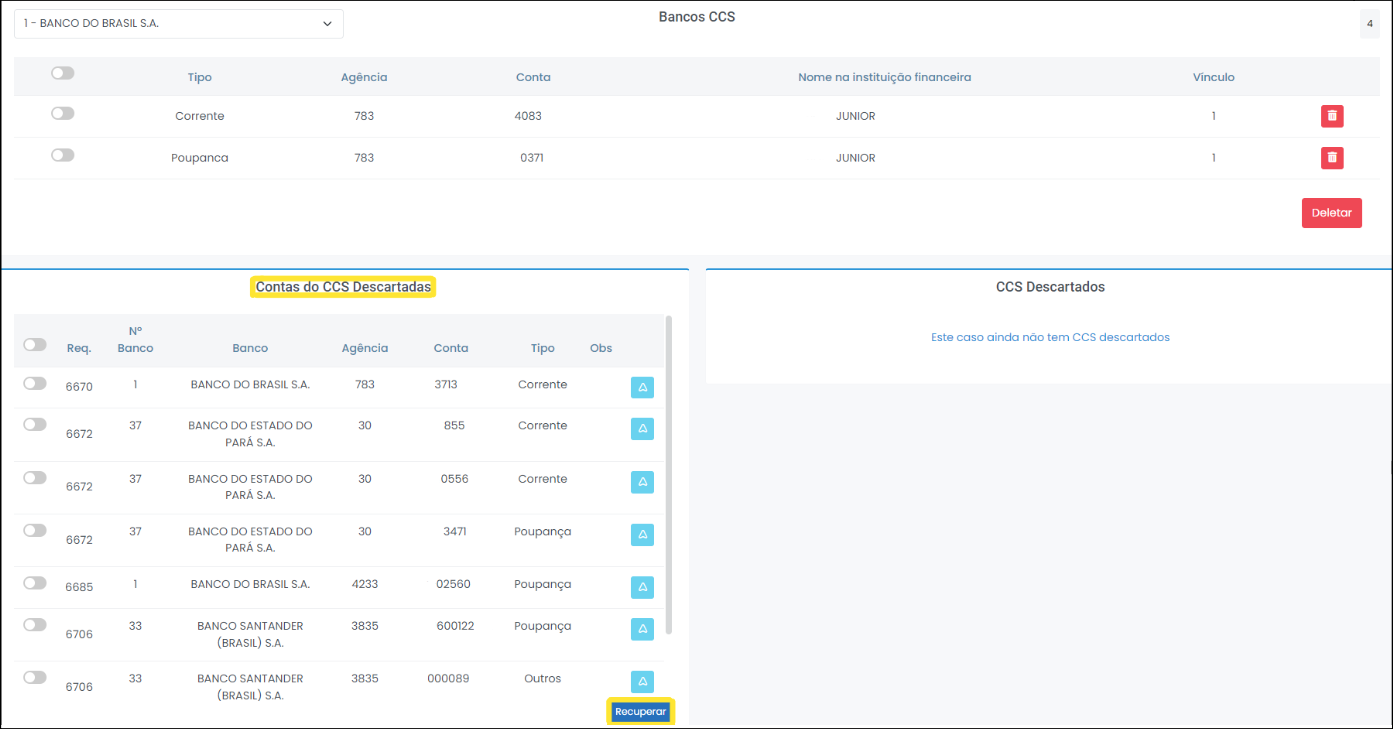 1 - BANCO DO BRASIL S.A.
Bancos CCS
4
Tipo Agência Conta Nome na instituição financeira Vínculo
Corrente 783 4083 JUNIOR 1
Poupanca 783 0371 JUNIOR 1
Deletar
Contas do CCS Descartadas
Req. Nº Banco Banco Agência Conta Tipo Obs
6670 1 BANCO DO BRASIL S.A. 783 3713 Corrente
6672 37 BANCO DO ESTADO DO PARÁ S.A. 30 855 Corrente
6672 37 BANCO DO ESTADO DO PARÁ S.A. 30 0556 Corrente
6672 37 BANCO DO ESTADO DO PARÁ S.A. 30 3471 Poupança
6685 1 BANCO DO BRASIL S.A. 4233 02560 Poupança
6706 33 BANCO SANTANDER (BRASIL) S.A. 3835 600122 Poupança
6706 33 BANCO SANTANDER (BRASIL) S.A. 3835 000089 Outros
Recuperar
CCS Descartados
Este caso ainda não tem CCS descartados